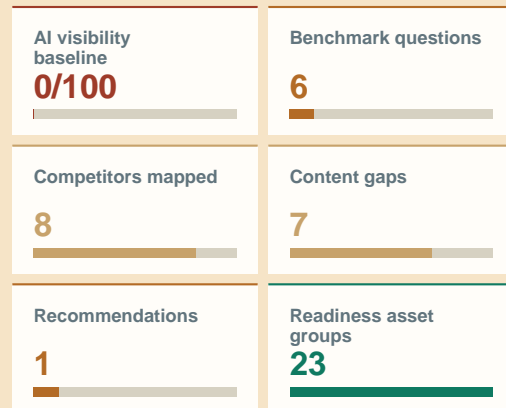 AI visibility
baseline
0/100
Benchmark questions
6
Competitors mapped
8
Content gaps
7
Recommendations
1
Readiness asset
groups
23